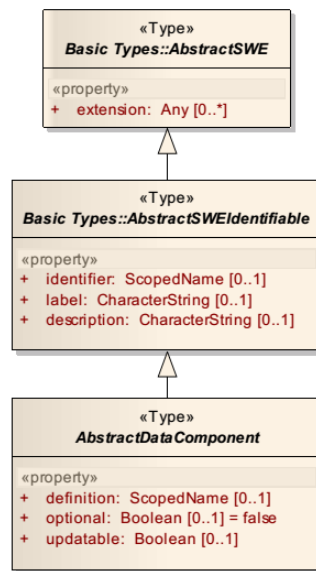 «Type»
Basic Types::AbstractSWE
«property»
+ extension: Any [0..*]
«Type»
Basic Types::AbstractSWEIdentifiable
«property»
+ identifier: ScopedName [0..1]
+ label: CharacterString [0..1]
+ description: CharacterString [0..1]
«Type»
AbstractDataComponent
«property»
+ definition: ScopedName [0..1]
+ optional: Boolean [0..1] = false
+ updatable: Boolean [0..1]